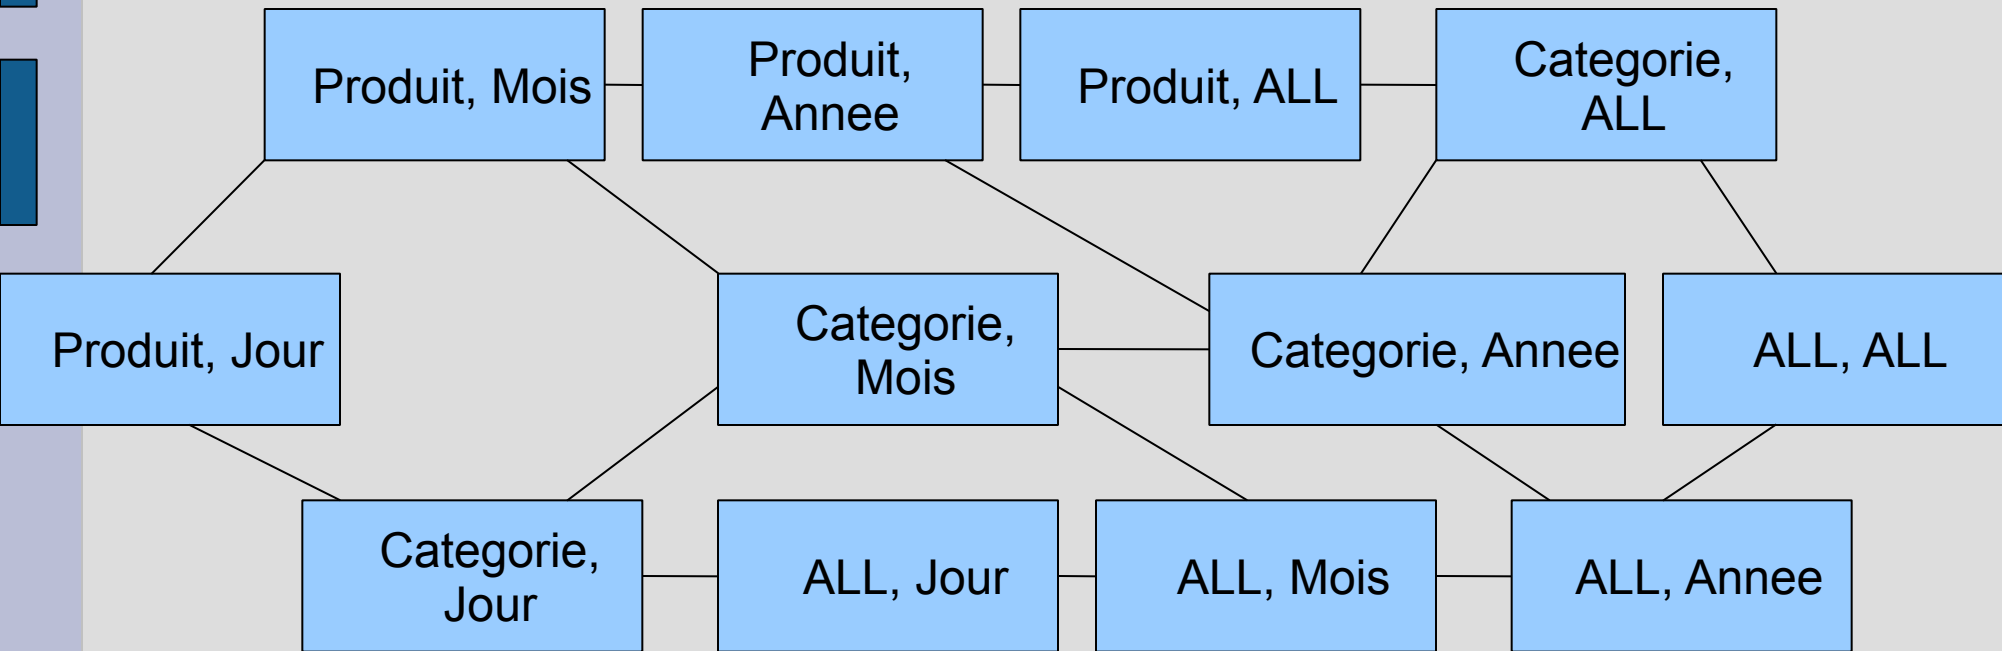 Produit, Mois
Produit,
Annee
Produit, ALL
Categorie,
ALL
Produit, Jour
Categorie,
Mois
Categorie, Annee
ALL, ALL
Categorie,
Jour
ALL, Jour
ALL, Mois
ALL, Annee